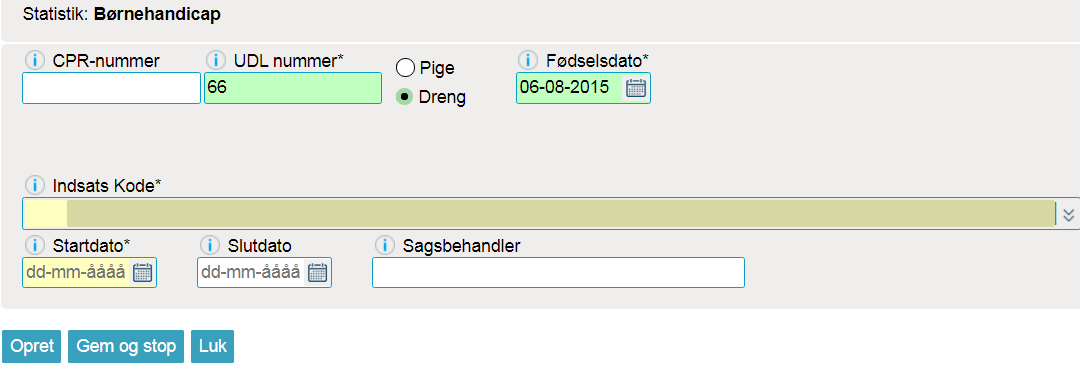 Statistik: Børnehandicap
CPR-nummer UDL nummer* Pige Fødselsdato*
66 Dreng 06-08-2015
Indsats Kode*
Startdato* Slutdato Sagsbehandler
dd-mm-åååå dd-mm-åååå
Opret Gem og stop Luk